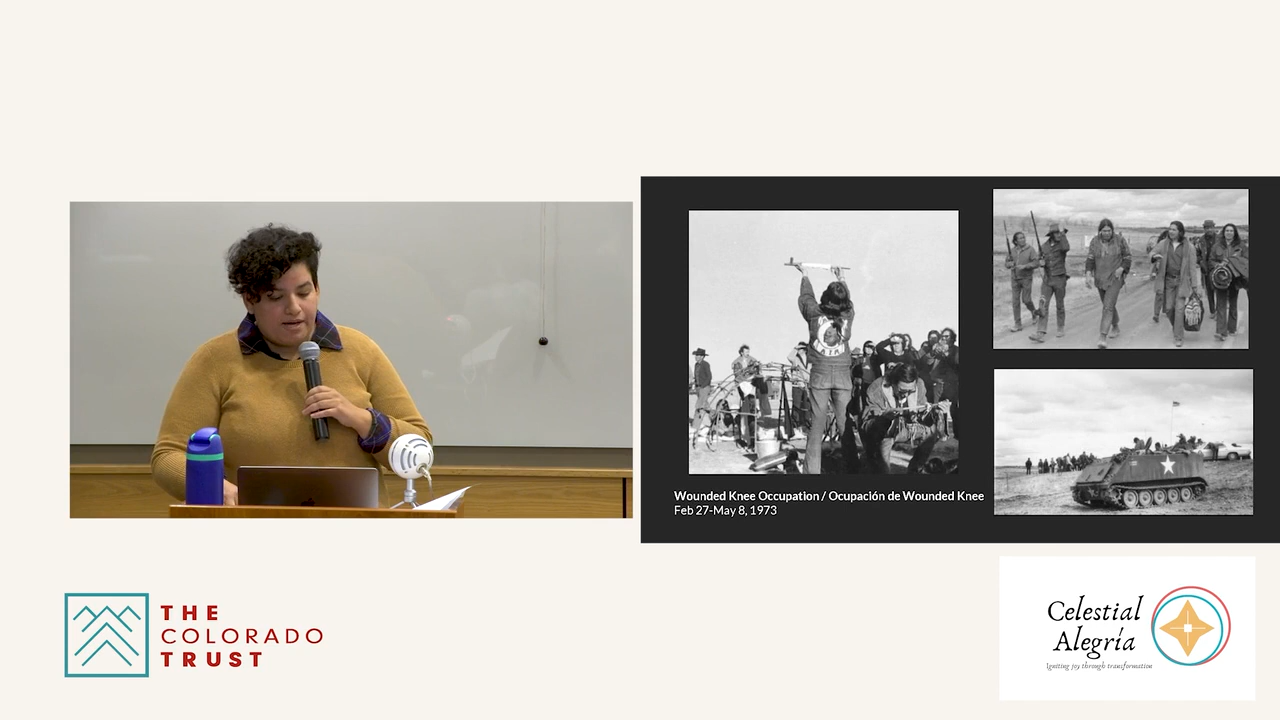 Wounded Knee Occupation / Ocupación de Wounded Knee
Feb 27-May 8, 1973
THE
COLORADO
TRUST
Celestial
Alegría
Igniting joy through transformation